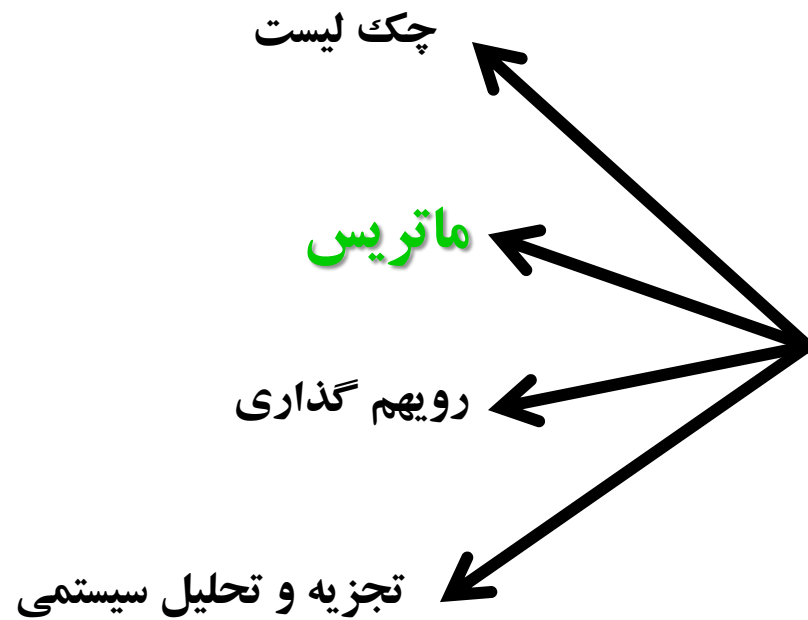 چک لیست
ماتریس
رویهم گذاری
تجزیه و تحلیل سیستمی